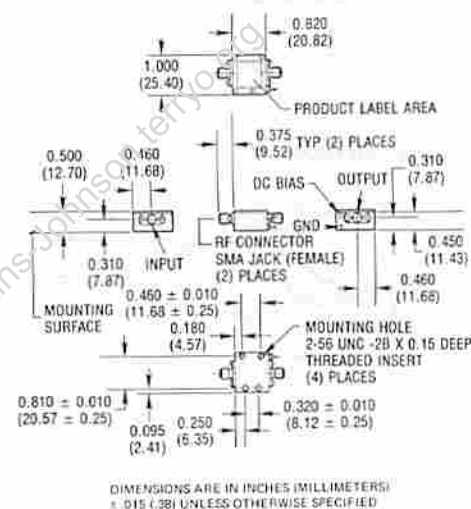 0.820
(20.82)
1.000
(25.40)
PRODUCT LABEL AREA
0.375
(9.52)
TYP (2) PLACES
0.500
(12.70)
0.460
(11.68)
DC BIAS
OUTPUT
0.310
(7.87)
GND
0.310
(7.87)
INPUT
RF CONNECTOR
SMA JACK (FEMALE)
(2) PLACES
0.450
(11.43)
0.460
(11.68)
MOUNTING
SURFACE
0.460 ± 0.010
(11.68 ± 0.25)
0.180
(4.57)
MOUNTING HOLE
2-56 UNC -2B X 0.15 DEEP
THREADED INSERT
(4) PLACES
0.810 ± 0.010
(20.57 ± 0.25)
0.095
(2.41)
0.250
(6.35)
0.320 ± 0.010
(8.12 ± 0.25)
DIMENSIONS ARE IN INCHES (MILLIMETERS)
± .015 (.38) UNLESS OTHERWISE SPECIFIED
Johnson terryo.org